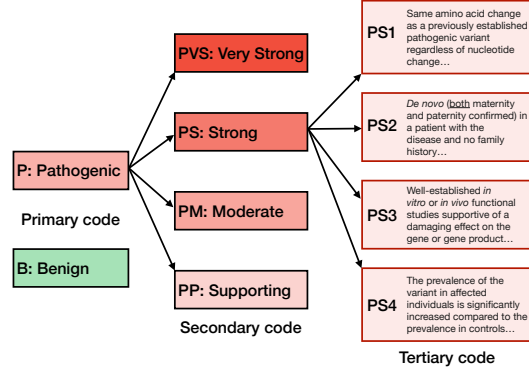 P: Pathogenic
Primary code
B: Benign
PVS: Very Strong
PS: Strong
PM: Moderate
PP: Supporting
Secondary code
PS1
Same amino acid change
as a previously established
pathogenic variant
regardless of nucleotide
change…
PS2
De novo (both maternity
and paternity confirmed) in
a patient with the
disease and no family
history…
PS3
Well-established in
vitro or in vivo functional
studies supportive of
a damaging effect on the
gene or gene product…
PS4
The prevalence of the
variant in affected
individuals is significantly
increased compared to the
prevalence in controls…
Tertiary code